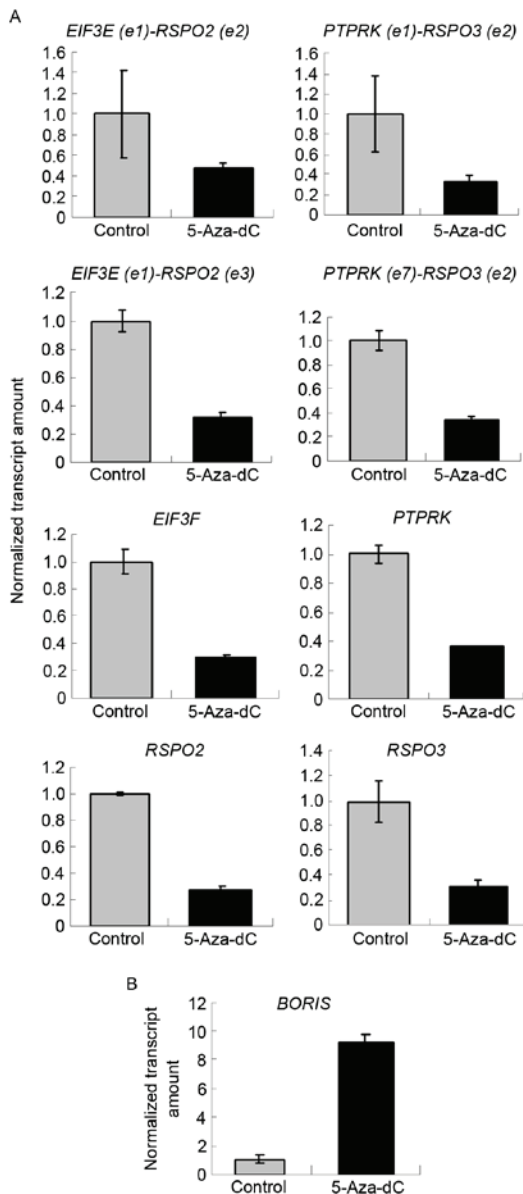 A
EIF3E (e1)-RSPO2 (e2)
PTPRK (e1)-RSPO3 (e2)
1.6
1.4
1.2
1.0
0.8
0.6
0.4
0.2
0
Control 5-Aza-dC
1.6
1.4
1.2
1.0
0.8
0.6
0.4
0.2
0
Control 5-Aza-dC
EIF3E (e1)-RSPO2 (e3)
PTPRK (e7)-RSPO3 (e2)
1.2
1.0
0.8
0.6
0.4
0.2
0
Control 5-Aza-dC
1.2
1.0
0.8
0.6
0.4
0.2
0
Control 5-Aza-dC
Normalized transcript amount
EIF3F
PTPRK
1.2
1.0
0.8
0.6
0.4
0.2
0
Control 5-Aza-dC
1.2
1.0
0.8
0.6
0.4
0.2
0
Control 5-Aza-dC
RSPO2
RSPO3
1.2
1.0
0.8
0.6
0.4
0.2
0
Control 5-Aza-dC
1.4
1.2
1.0
0.8
0.6
0.4
0.2
0
Control 5-Aza-dC
B
BORIS
Normalized transcript
amount
12
10
8
6
4
2
0
Control 5-Aza-dC